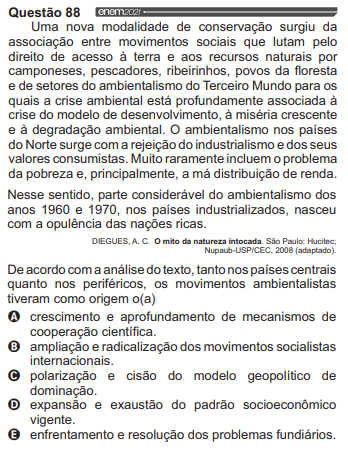 Questão 88 enem2021
Uma nova modalidade de conservação surgiu da
associação entre movimentos sociais que lutam pelo
direito de acesso à terra e aos recursos naturais por
camponeses, pescadores, ribeirinhos, povos da floresta
e de setores do ambientalismo do Terceiro Mundo para os
quais a crise ambiental está profundamente associada à
crise do modelo de desenvolvimento, à miséria crescente
e à degradação ambiental. O ambientalismo nos países
do Norte surge com a rejeição do industrialismo e dos seus
valores consumistas. Muito raramente incluem o problema
da pobreza e, principalmente, a má distribuição de renda.
Nesse sentido, parte considerável do ambientalismo dos
anos 1960 e 1970, nos países industrializados, nasceu
com a opulência das nações ricas.
DIEGUES, A. C. O mito da natureza intocada. São Paulo: Hucitec;
Nupaub-USP/CEC, 2008 (adaptado).
De acordo com a análise do texto, tanto nos países centrais
quanto nos periféricos, os movimentos ambientalistas
tiveram como origem o(a)
A crescimento e aprofundamento de mecanismos de
cooperação científica.
B ampliação e radicalização dos movimentos socialistas
internacionais.
C polarização e cisão do modelo geopolítico de
dominação.
D expansão e exaustão do padrão socioeconômico
vigente.
E enfrentamento e resolução dos problemas fundiários.